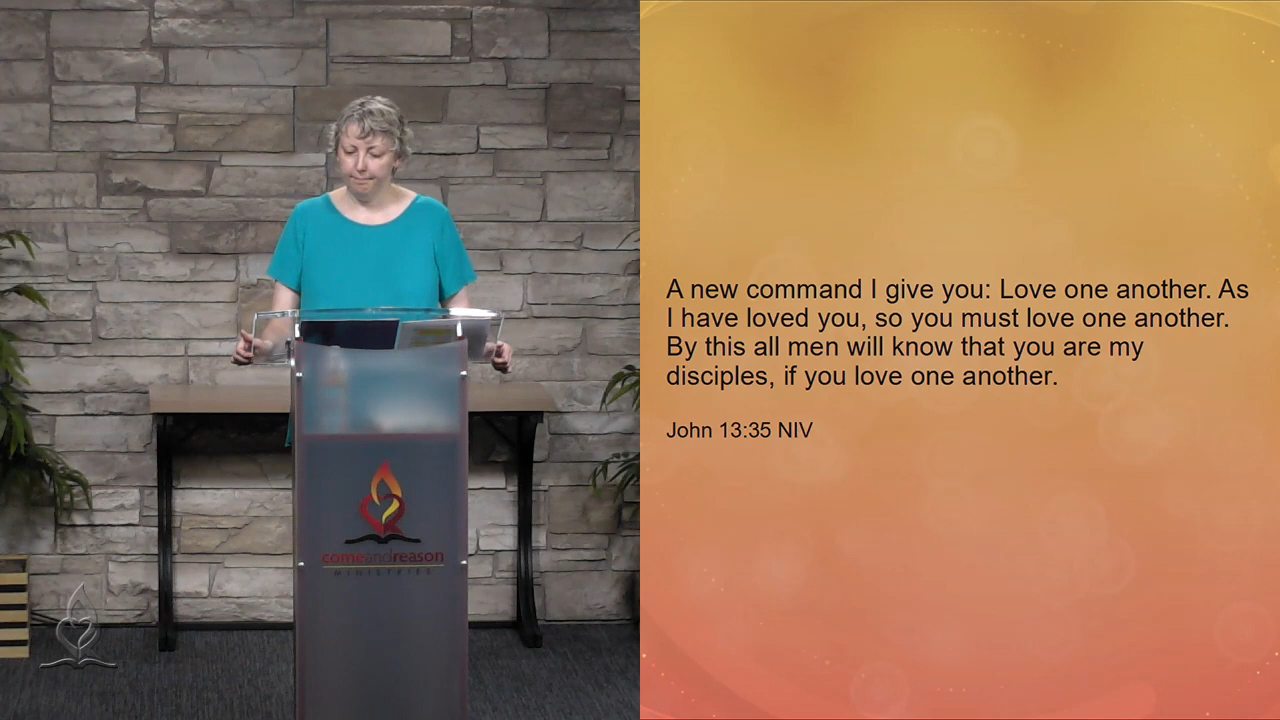 A new command I give you: Love one another. As
I have loved you, so you must love one another.
By this all men will know that you are my
disciples, if you love one another.
John 13:35 NIV
comeandreason
MINISTRIES